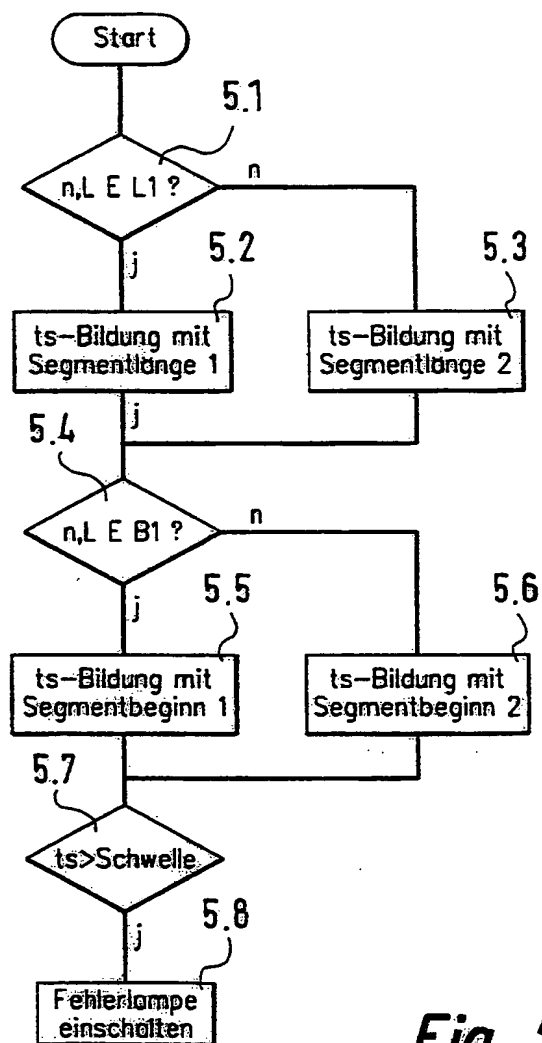 Start
5.1
n,L E L1 ?
n
j
5.2
5.3
ts-Bildung mit
Segmentlänge 1
ts-Bildung mit
Segmentlänge 2
j
5.4
n,L E B1 ?
n
j
5.5
5.6
ts-Bildung mit
Segmentbeginn 1
ts-Bildung mit
Segmentbeginn 2
5.7
ts>Schwelle
j
5.8
Fehlerlampe
einschalten
Fig.